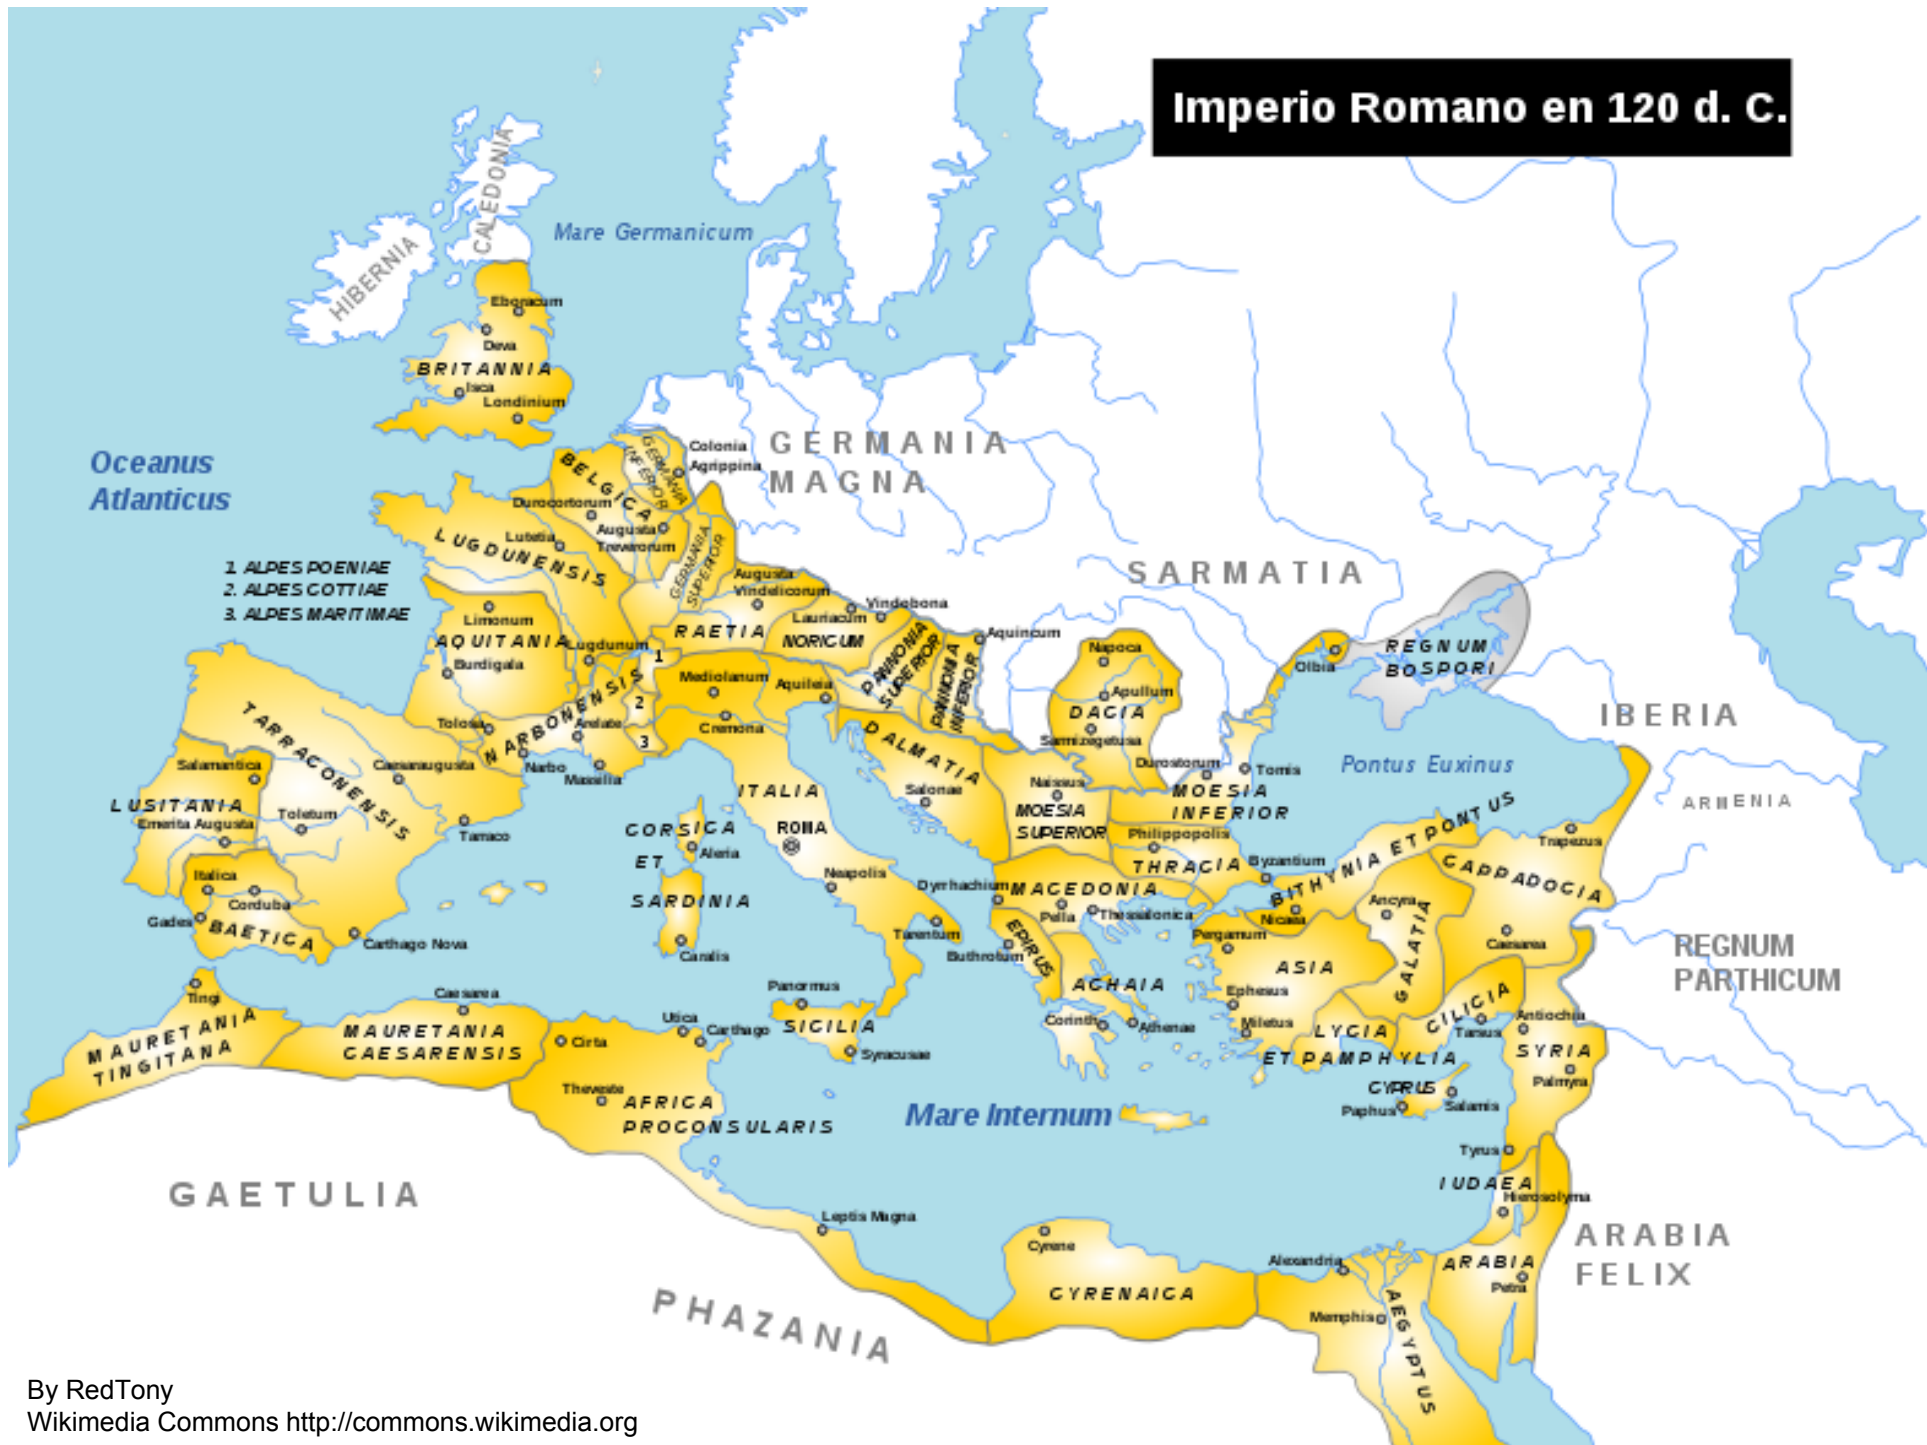 Imperio Romano en 120 d. C.
CALEDONIA
HIBERNIA
Mare Germanicum
Eboracum
Deva
BRITANNIA
Isca
Londinium
Oceanus
Atlanticus
GERMANIA
MAGNA
Colonia
Agrippina
GERMANIA
INFERIOR
BELGICA
Durocortorum
Augusta
Treverorum
Lutetia
LUGDUNENSIS
GERMANIA
SUPERIOR
1. ALPES POENIAE
2. ALPES COTTIAE
3. ALPES MARITIMAE
SARMATIA
Augusta
Vindelicorum
Vindobona
Lauriacum
RAETIA
NORICUM
PANNONIA
SUPERIOR
PANNONIA
INFERIOR
Aquincum
Limonum
AQUITANIA
Lugdunum
Burdigala
1
2
3
Mediolanum
Aquileia
Cremona
Napoca
Apullum
DACIA
Sarmizegetusa
Olbia
REGNUM
BOSPORI
IBERIA
TARRACONENSIS
Tolosa
NARBONENSIS
Arelate
Narbo
Massilia
DALMATIA
Salonae
Salamantica
Caesaraugusta
LUSITANIA
Emerita Augusta
Toletum
Tarraco
Italica
Corduba
Gades
BAETICA
Carthago Nova
ITALIA
ROMA
Neapolis
Tarentum
CORSICA
ET
SARDINIA
Aleria
Caralis
Naissus
MOESIA
SUPERIOR
Durostorum
Tomis
MOESIA
INFERIOR
Pontus Euxinus
ARMENIA
Philippopolis
THRACIA
Byzantium
BITHYNIA ET PONTUS
Trapezus
CAPPADOCIA
Dyrrhachium
MACEDONIA
Pella
Thessalonica
Nicaea
Ancyra
GALATIA
Caesarea
REGNUM
PARTHICUM
Buthrotum
EPIRUS
ACHAIA
Corinth
Athenae
Pergamum
ASIA
Ephesus
Miletus
LYCIA
ET PAMPHYLIA
CILICIA
Tarsus
Antiochia
SYRIA
Palmyra
CYPRUS
Paphus
Salamis
Tingi
MAURETANIA
TINGITANA
Caesarea
MAURETANIA
CAESARENSIS
Panormus
SICILIA
Syracusae
Utica
Carthago
Cirta
Theveste
AFRICA
PROCONSULARIS
Mare Internum
Tyrus
IUDAEA
Hierosolyma
GAETULIA
Leptis Magna
Cyrene
CYRENAICA
Alexandria
Memphis
AEGYPTUS
ARABIA
Petra
ARABIA
FELIX
PHAZANIA
By RedTony
Wikimedia Commons http://commons.wikimedia.org